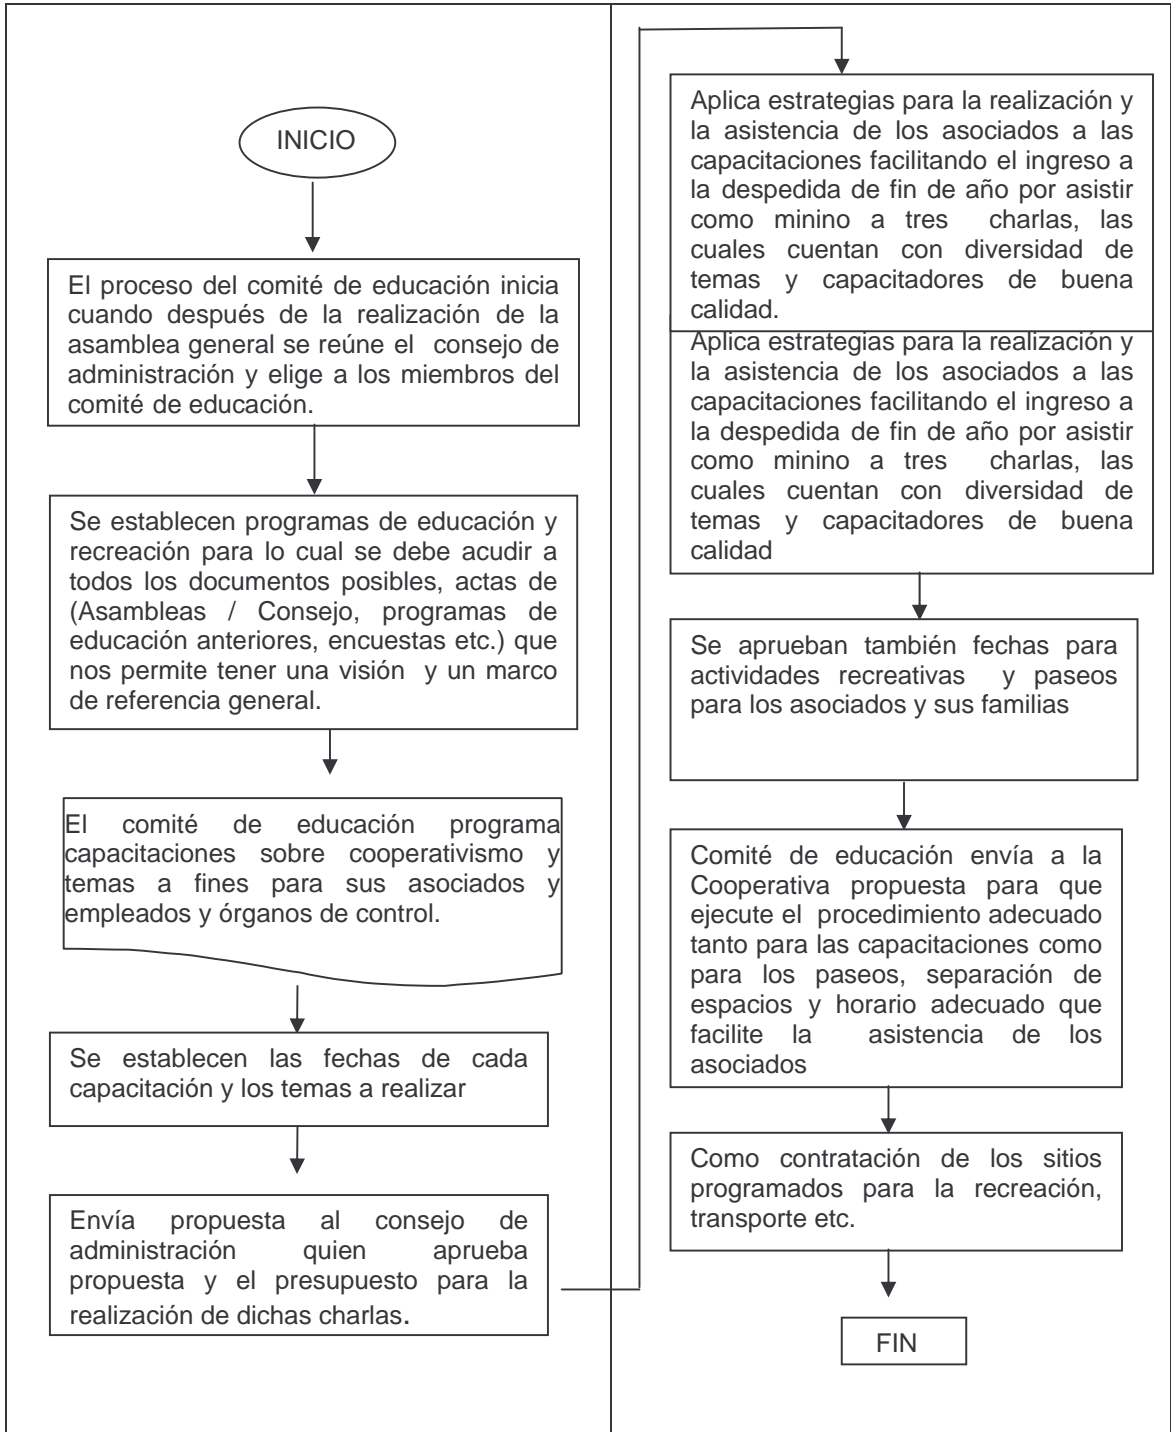 INICIO
El proceso del comité de educación inicia
cuando después de la realización de la
asamblea general se reúne el consejo de
administración y elige a los miembros del
comité de educación.
Se establecen programas de educación y
recreación para lo cual se debe acudir a
todos los documentos posibles, actas de
(Asambleas / Consejo, programas de
educación anteriores, encuestas etc.) que
nos permite tener una visión y un marco
de referencia general.
El comité de educación programa
capacitaciones sobre cooperativismo y
temas a fines para sus asociados y
empleados y órganos de control.
Se establecen las fechas de cada
capacitación y los temas a realizar
Envía propuesta al consejo de
administración quien aprueba
propuesta y el presupuesto para la
realización de dichas charlas.
Aplica estrategias para la realización y
la asistencia de los asociados a las
capacitaciones facilitando el ingreso a
la despedida de fin de año por asistir
como minino a tres charlas, las
cuales cuentan con diversidad de
temas y capacitadores de buena
calidad.
Aplica estrategias para la realización y
la asistencia de los asociados a las
capacitaciones facilitando el ingreso a
la despedida de fin de año por asistir
como minino a tres charlas, las
cuales cuentan con diversidad de
temas y capacitadores de buena
calidad
Se aprueban también fechas para
actividades recreativas y paseos
para los asociados y sus familias
Comité de educación envía a la
Cooperativa propuesta para que
ejecute el procedimiento adecuado
tanto para las capacitaciones como
para los paseos, separación de
espacios y horario adecuado que
facilite la asistencia de los
asociados
Como contratación de los sitios
programados para la recreación,
transporte etc.
FIN